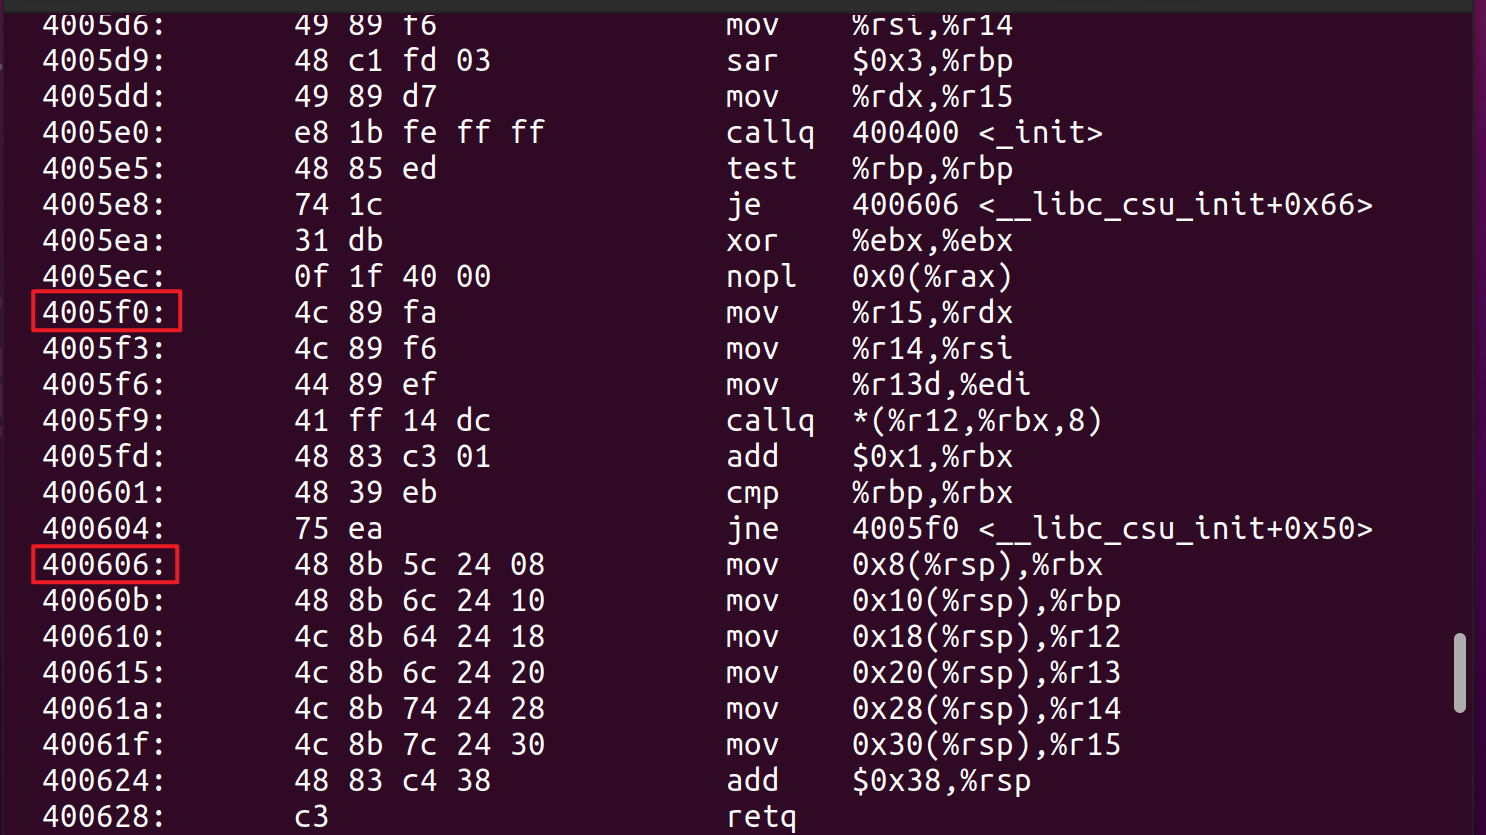 4005d6: 49 89 f6 mov %rsi,%r14
4005d9: 48 c1 fd 03 sar $0x3,%rbp
4005dd: 49 89 d7 mov %rdx,%r15
4005e0: e8 1b fe ff ff callq 400400 <_init>
4005e5: 48 85 ed test %rbp,%rbp
4005e8: 74 1c je 400606 <__libc_csu_init+0x66>
4005ea: 31 db xor %ebx,%ebx
4005ec: 0f 1f 40 00 nopl 0x0(%rax)
4005f0: 4c 89 fa mov %r15,%rdx
4005f3: 4c 89 f6 mov %r14,%rsi
4005f6: 44 89 ef mov %r13d,%edi
4005f9: 41 ff 14 dc callq *(%r12,%rbx,8)
4005fd: 48 83 c3 01 add $0x1,%rbx
400601: 48 39 eb cmp %rbp,%rbx
400604: 75 ea jne 4005f0 <__libc_csu_init+0x50>
400606: 48 8b 5c 24 08 mov 0x8(%rsp),%rbx
40060b: 48 8b 6c 24 10 mov 0x10(%rsp),%rbp
400610: 4c 8b 64 24 18 mov 0x18(%rsp),%r12
400615: 4c 8b 6c 24 20 mov 0x20(%rsp),%r13
40061a: 4c 8b 74 24 28 mov 0x28(%rsp),%r14
40061f: 4c 8b 7c 24 30 mov 0x30(%rsp),%r15
400624: 48 83 c4 38 add $0x38,%rsp
400628: c3 retq